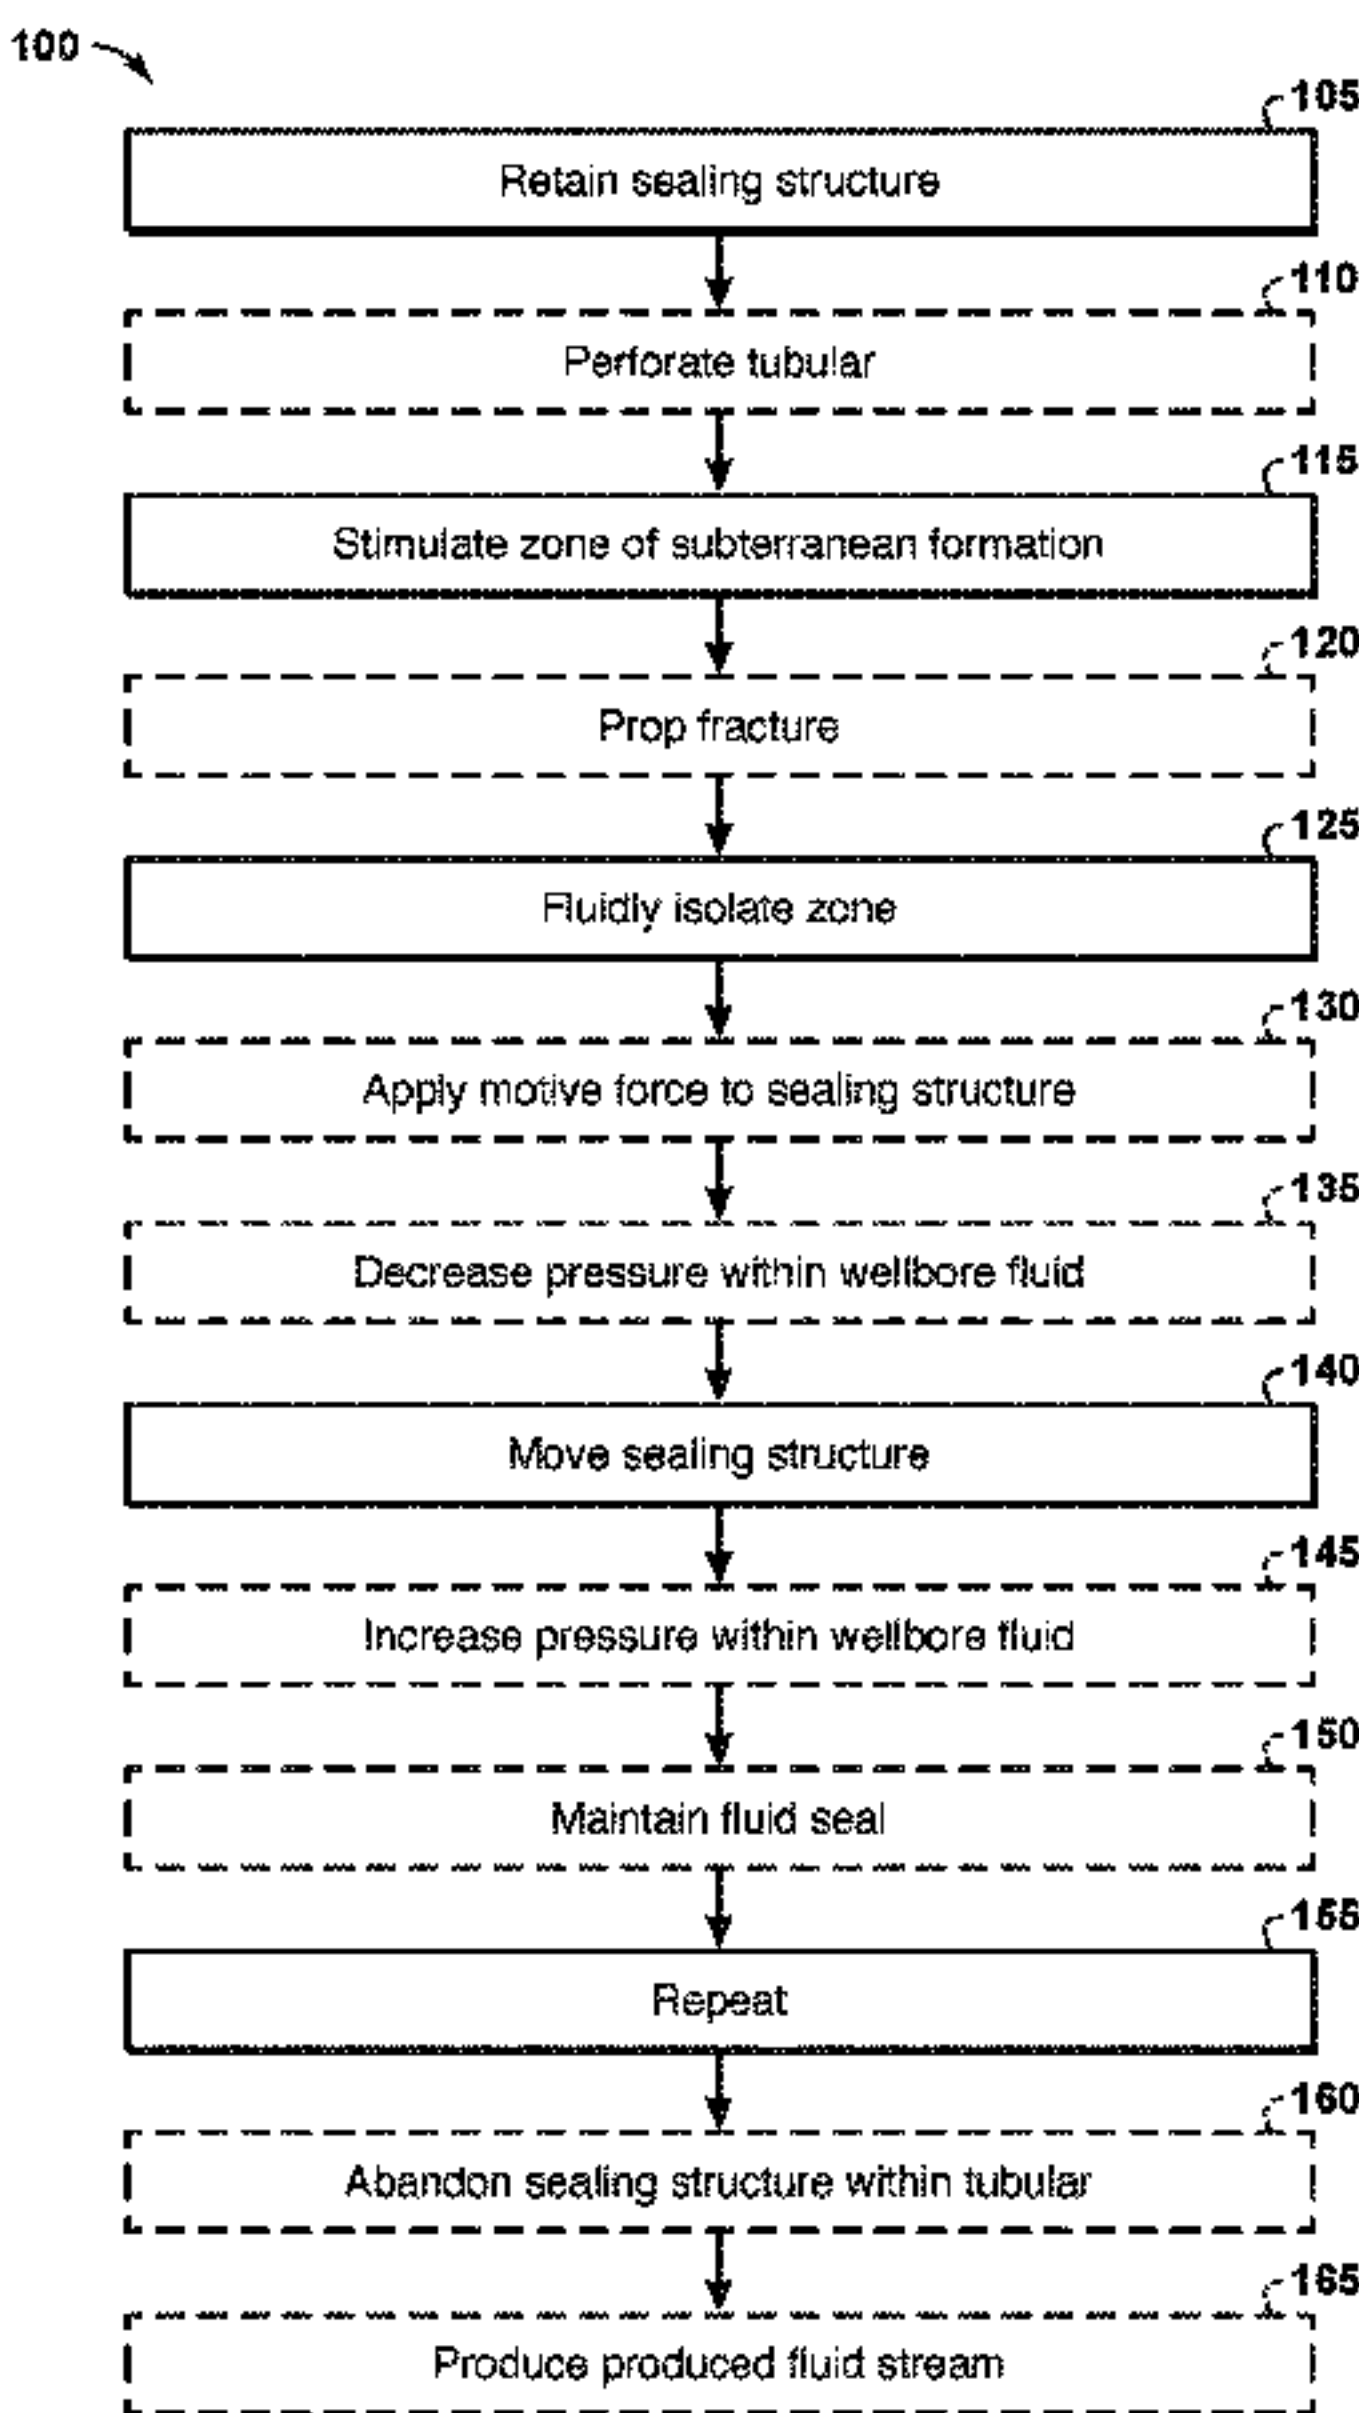 100
105
Retain sealing structure
110
Perforate tubular
115
Stimulate zone of subterranean formation
120
Prop fracture
125
Fluidly isolate zone
130
Apply motive force to sealing structure
135
Decrease pressure within wellbore fluid
140
Move sealing structure
145
Increase pressure within wellbore fluid
150
Maintain fluid seal
155
Repeat
160
Abandon sealing structure within tubular
165
Produce produced fluid stream